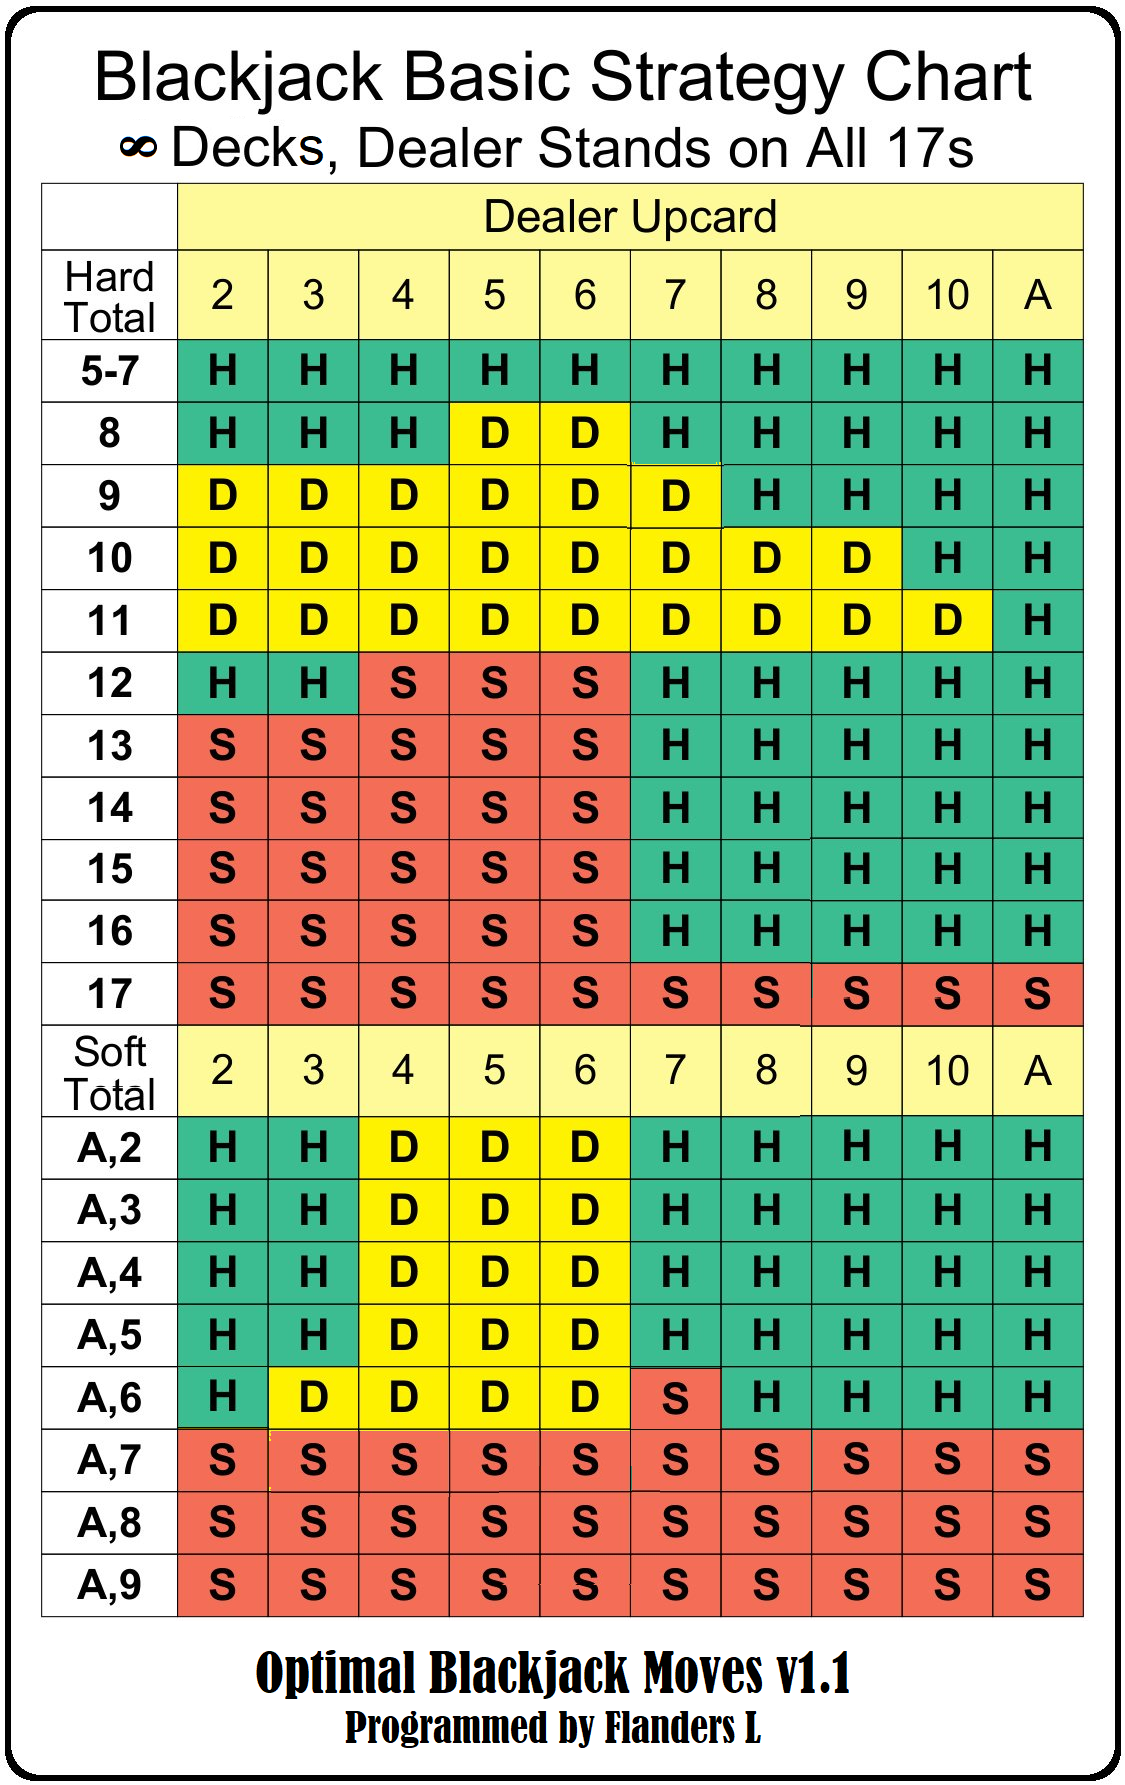 Blackjack Basic Strategy Chart
∞ Decks, Dealer Stands on All 17s
Dealer Upcard
Hard Total 2 3 4 5 6 7 8 9 10 A
5-7 H H H H H H H H H H
8 H H H D D H H H H H
9 D D D D D D H H H H
10 D D D D D D D D H H
11 D D D D D D D D D H
12 H H S S S H H H H H
13 S S S S S H H H H H
14 S S S S S H H H H H
15 S S S S S H H H H H
16 S S S S S H H H H H
17 S S S S S S S S S S
Soft Total 2 3 4 5 6 7 8 9 10 A
A,2 H H D D D H H H H H
A,3 H H D D D H H H H H
A,4 H H D D D H H H H H
A,5 H H D D D H H H H H
A,6 H D D D D S H H H H
A,7 S S S S S S S S S S
A,8 S S S S S S S S S S
A,9 S S S S S S S S S S
Optimal Blackjack Moves v1.1
Programmed by Flanders L